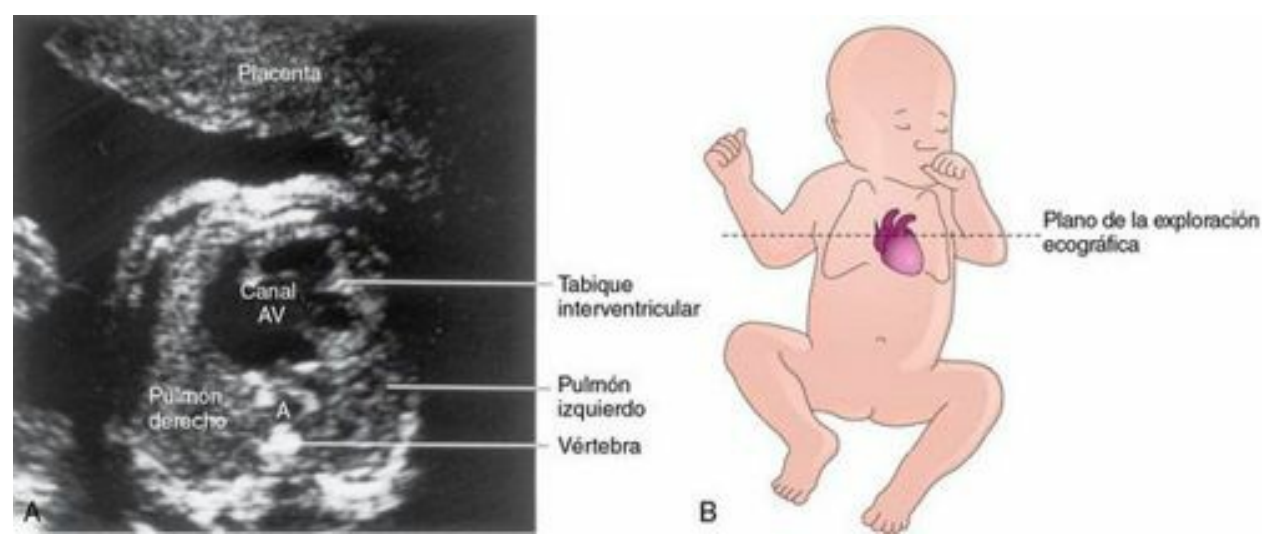 Placenta
Canal
AV
Tabique
interventricular
Pulmón
derecho
A
Pulmón
izquierdo
Vértebra
A
Plano de la exploración
ecográfica
B